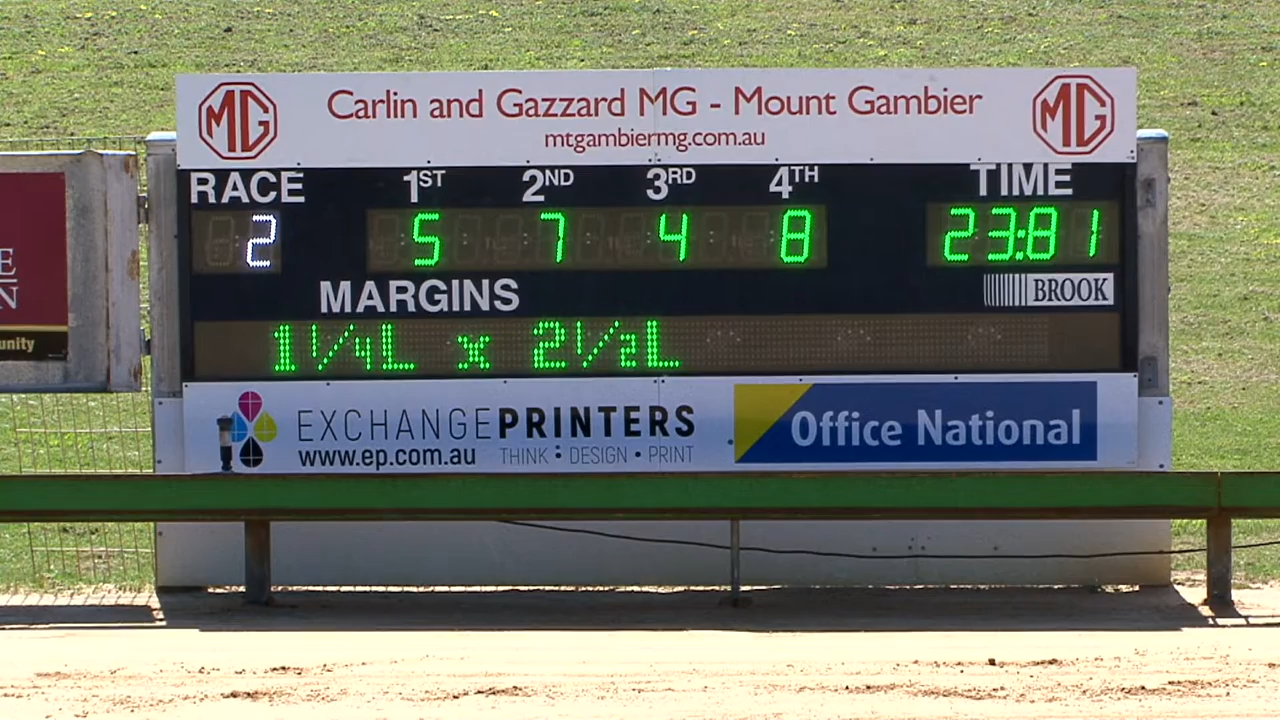 MG Carlin and Gazzard MG - Mount Gambier MG
mtgambiermg.com.au
RACE 1ST 2ND 3RD 4TH TIME
2 5 7 4 8 23:81
MARGINS BROOK
1¼L x 2½L
EXCHANGEPRINTERS
www.ep.com.au THINK : DESIGN • PRINT
Office National
E
N
unity